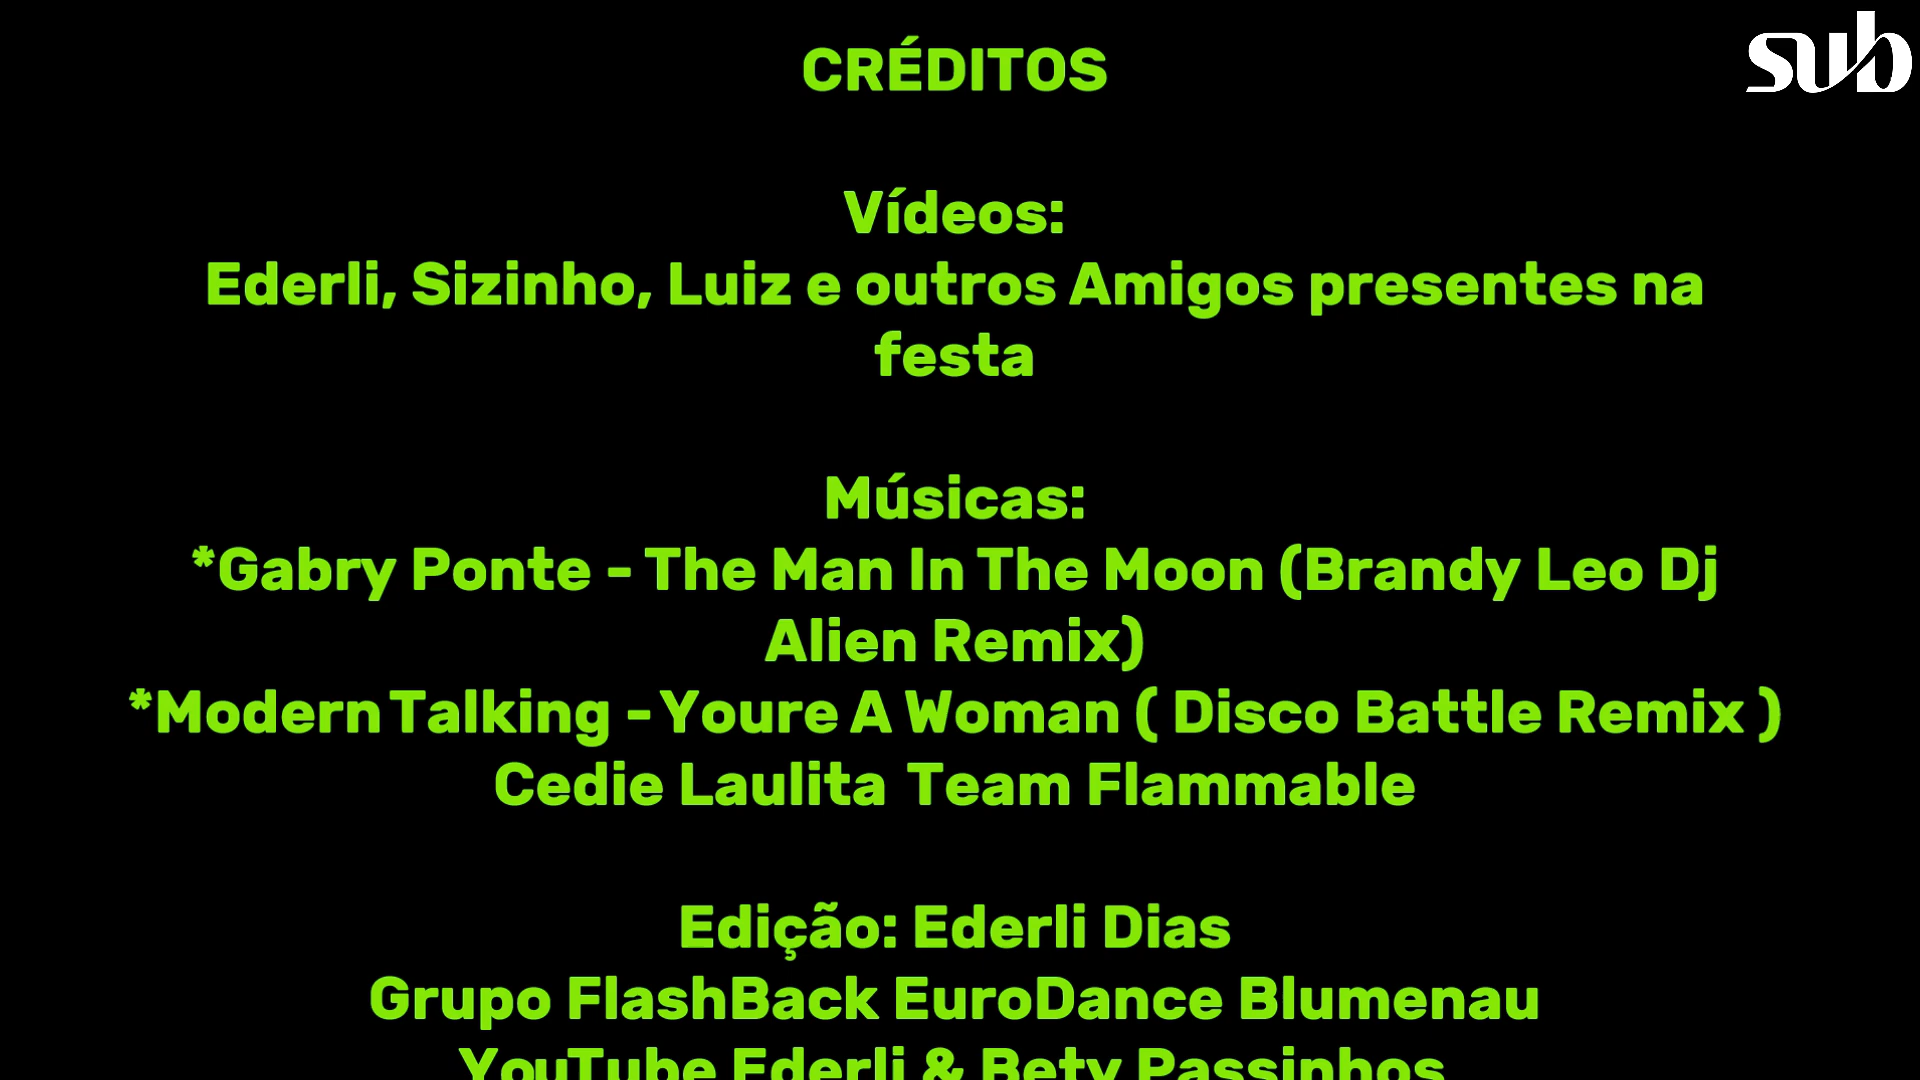 sub
CRÉDITOS
Vídeos:
Ederli, Sizinho, Luiz e outros Amigos presentes na
festa
Músicas:
*Gabry Ponte - The Man In The Moon (Brandy Leo Dj
Alien Remix)
*Modern Talking - Youre A Woman ( Disco Battle Remix )
Cedie Laulita Team Flammable
Edição: Ederli Dias
Grupo FlashBack EuroDance Blumenau
YouTube Ederli & Bety Passinhos